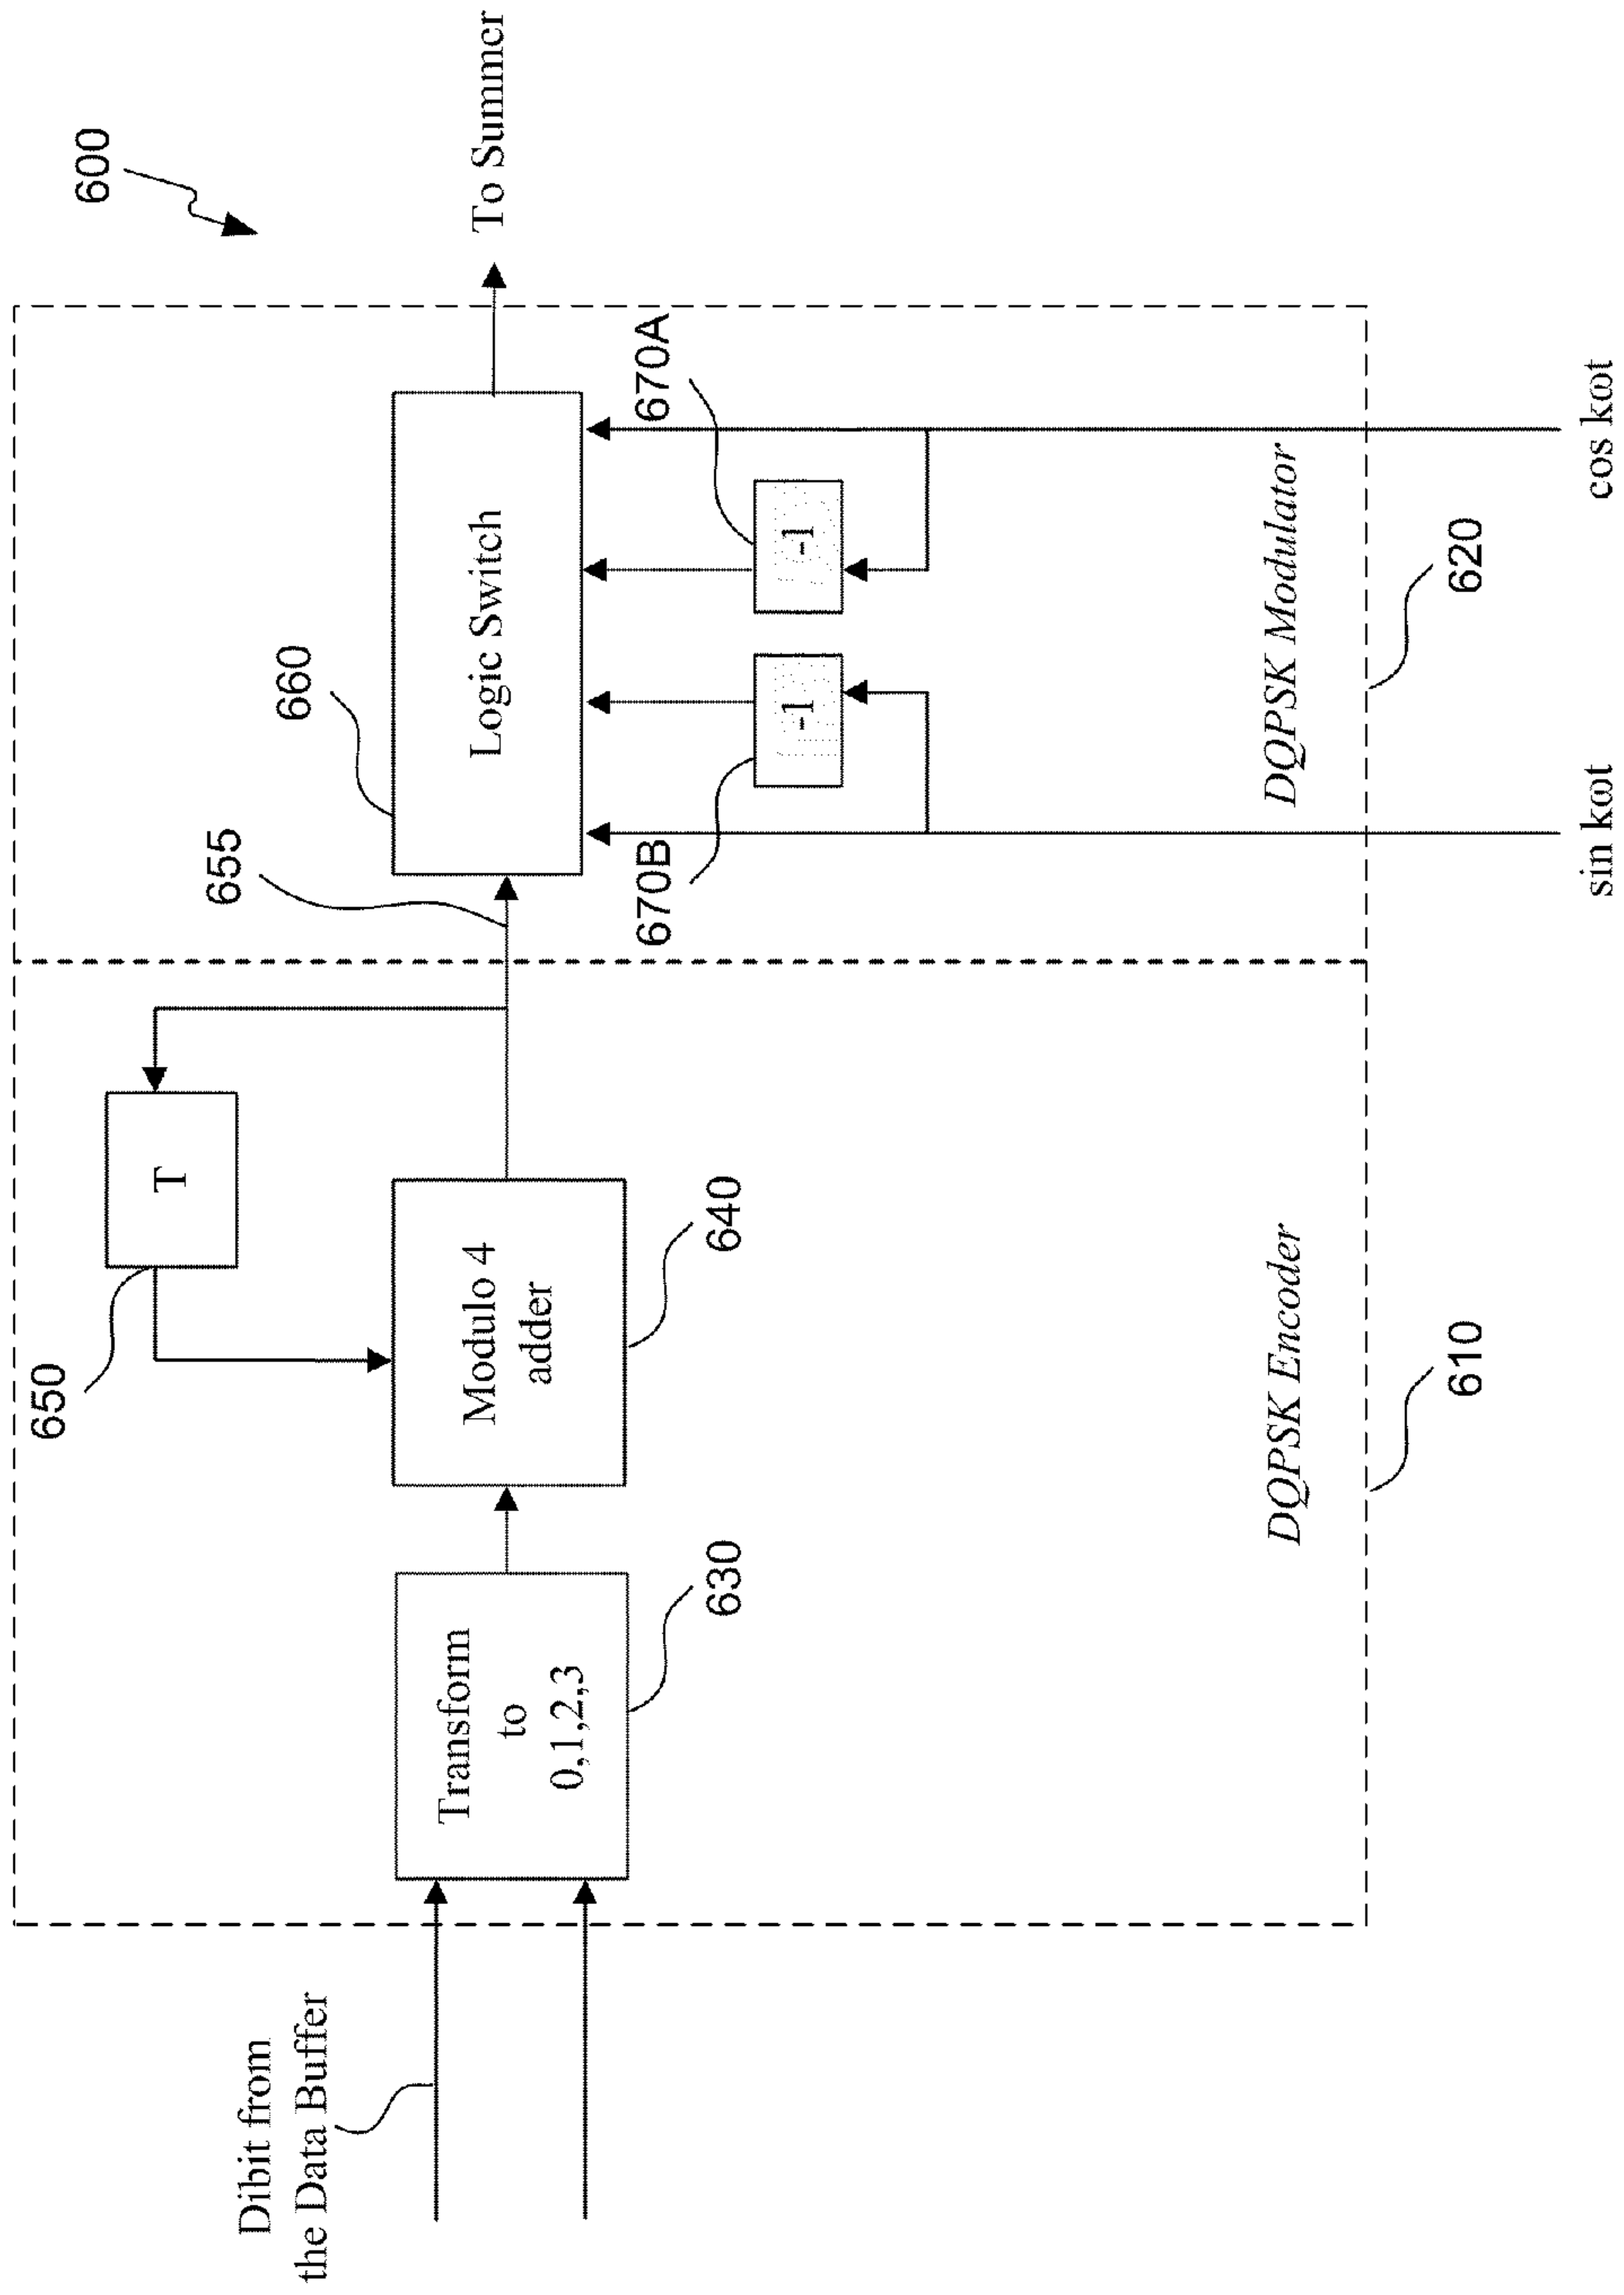 600
650
655
660
T
Dibit from
the Data Buffer
Transform
to
0,1,2,3
Modulo 4
adder
Logic Switch
To Summer
630
640
670B
670A
-1
-1
DQPSK Encoder
DQPSK Modulator
610
620
sin kωt
cos kωt